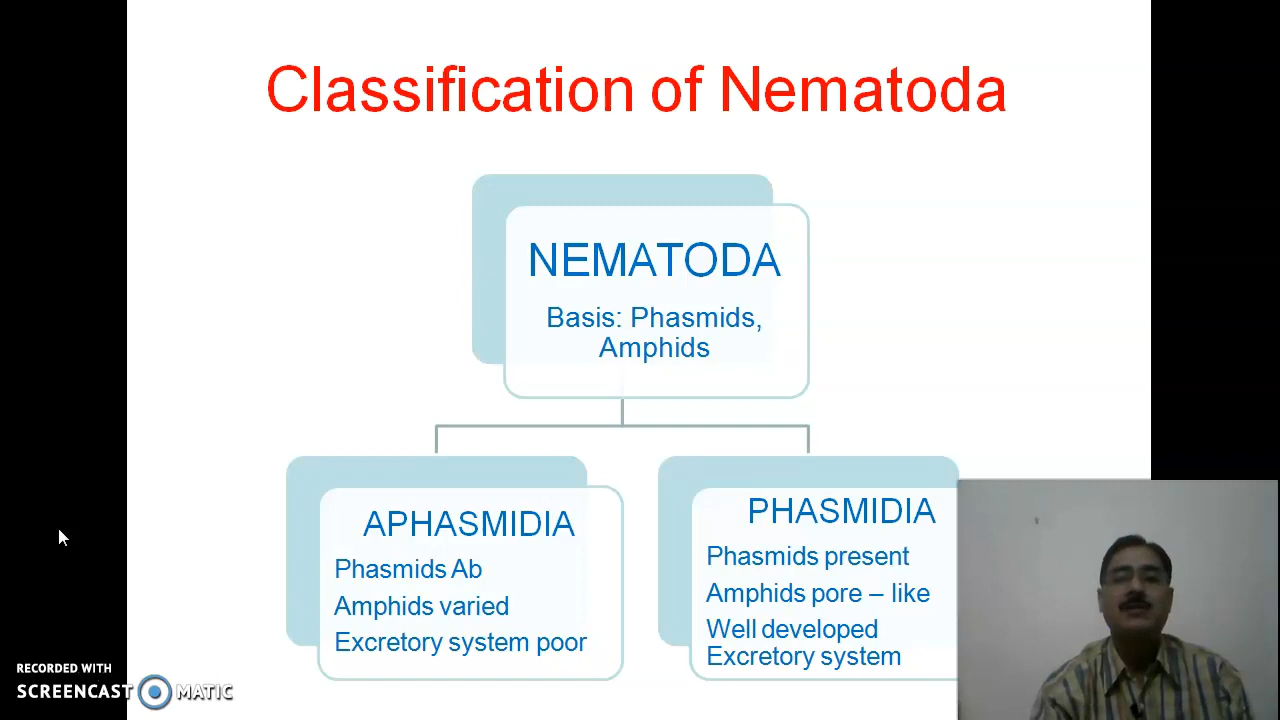 Classification of Nematoda
NEMATODA
Basis: Phasmids,
Amphids
APHASMIDIA
Phasmids Ab
Amphids varied
Excretory system poor
PHASMIDIA
Phasmids present
Amphids pore – like
Well developed
Excretory system
RECORDED WITH
SCREENCAST MATIC